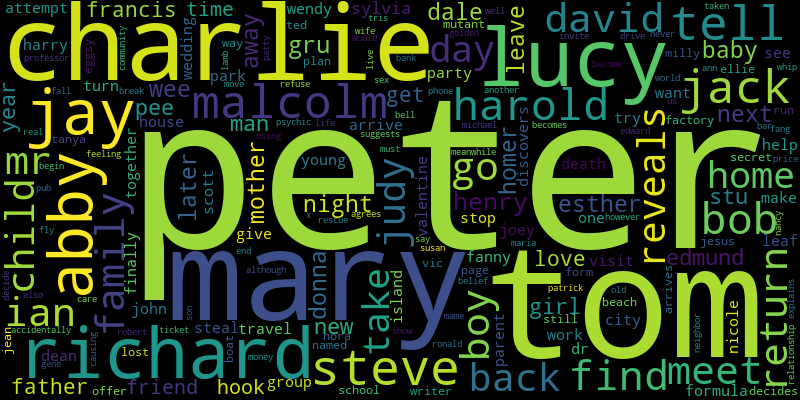 attempt francis time wendy sylvia dale david tell taken
charlie ted tris mutant community lucy well
harry professor eggsy gru way plan away day leave golden invite drive never baby see
patty wife would party milly ellie
year turn break wedding park lamb live bank jack ann whip
jay malcolm move refuse sex get phone harold want world
fall pee wee another become us
real house man psychic life bell michael try factory next run
tanya using suggests becomes edward bar fang
feeling must meanwhile help
mr begin together peter arrive homer discovers death secret price
abby pub later scott mother young judy valentine go reveals stu home make
child night henry esther one however bob
fly family give x agrees stop joey jesus leaf
finally rescue say susan maria love visit edmund
end donna vic fanny
decide also care john although mary island page belief form arrives return
accidentally steal travel hora new take boy patrick girl old beach tom
ian robert ticket boat named show parent still city nicole explains
jean dean lost money son mame work nancy
gene causing richard steve ronald dr find meet neighbor relationship
father offer friend hook group school writer back formula decides